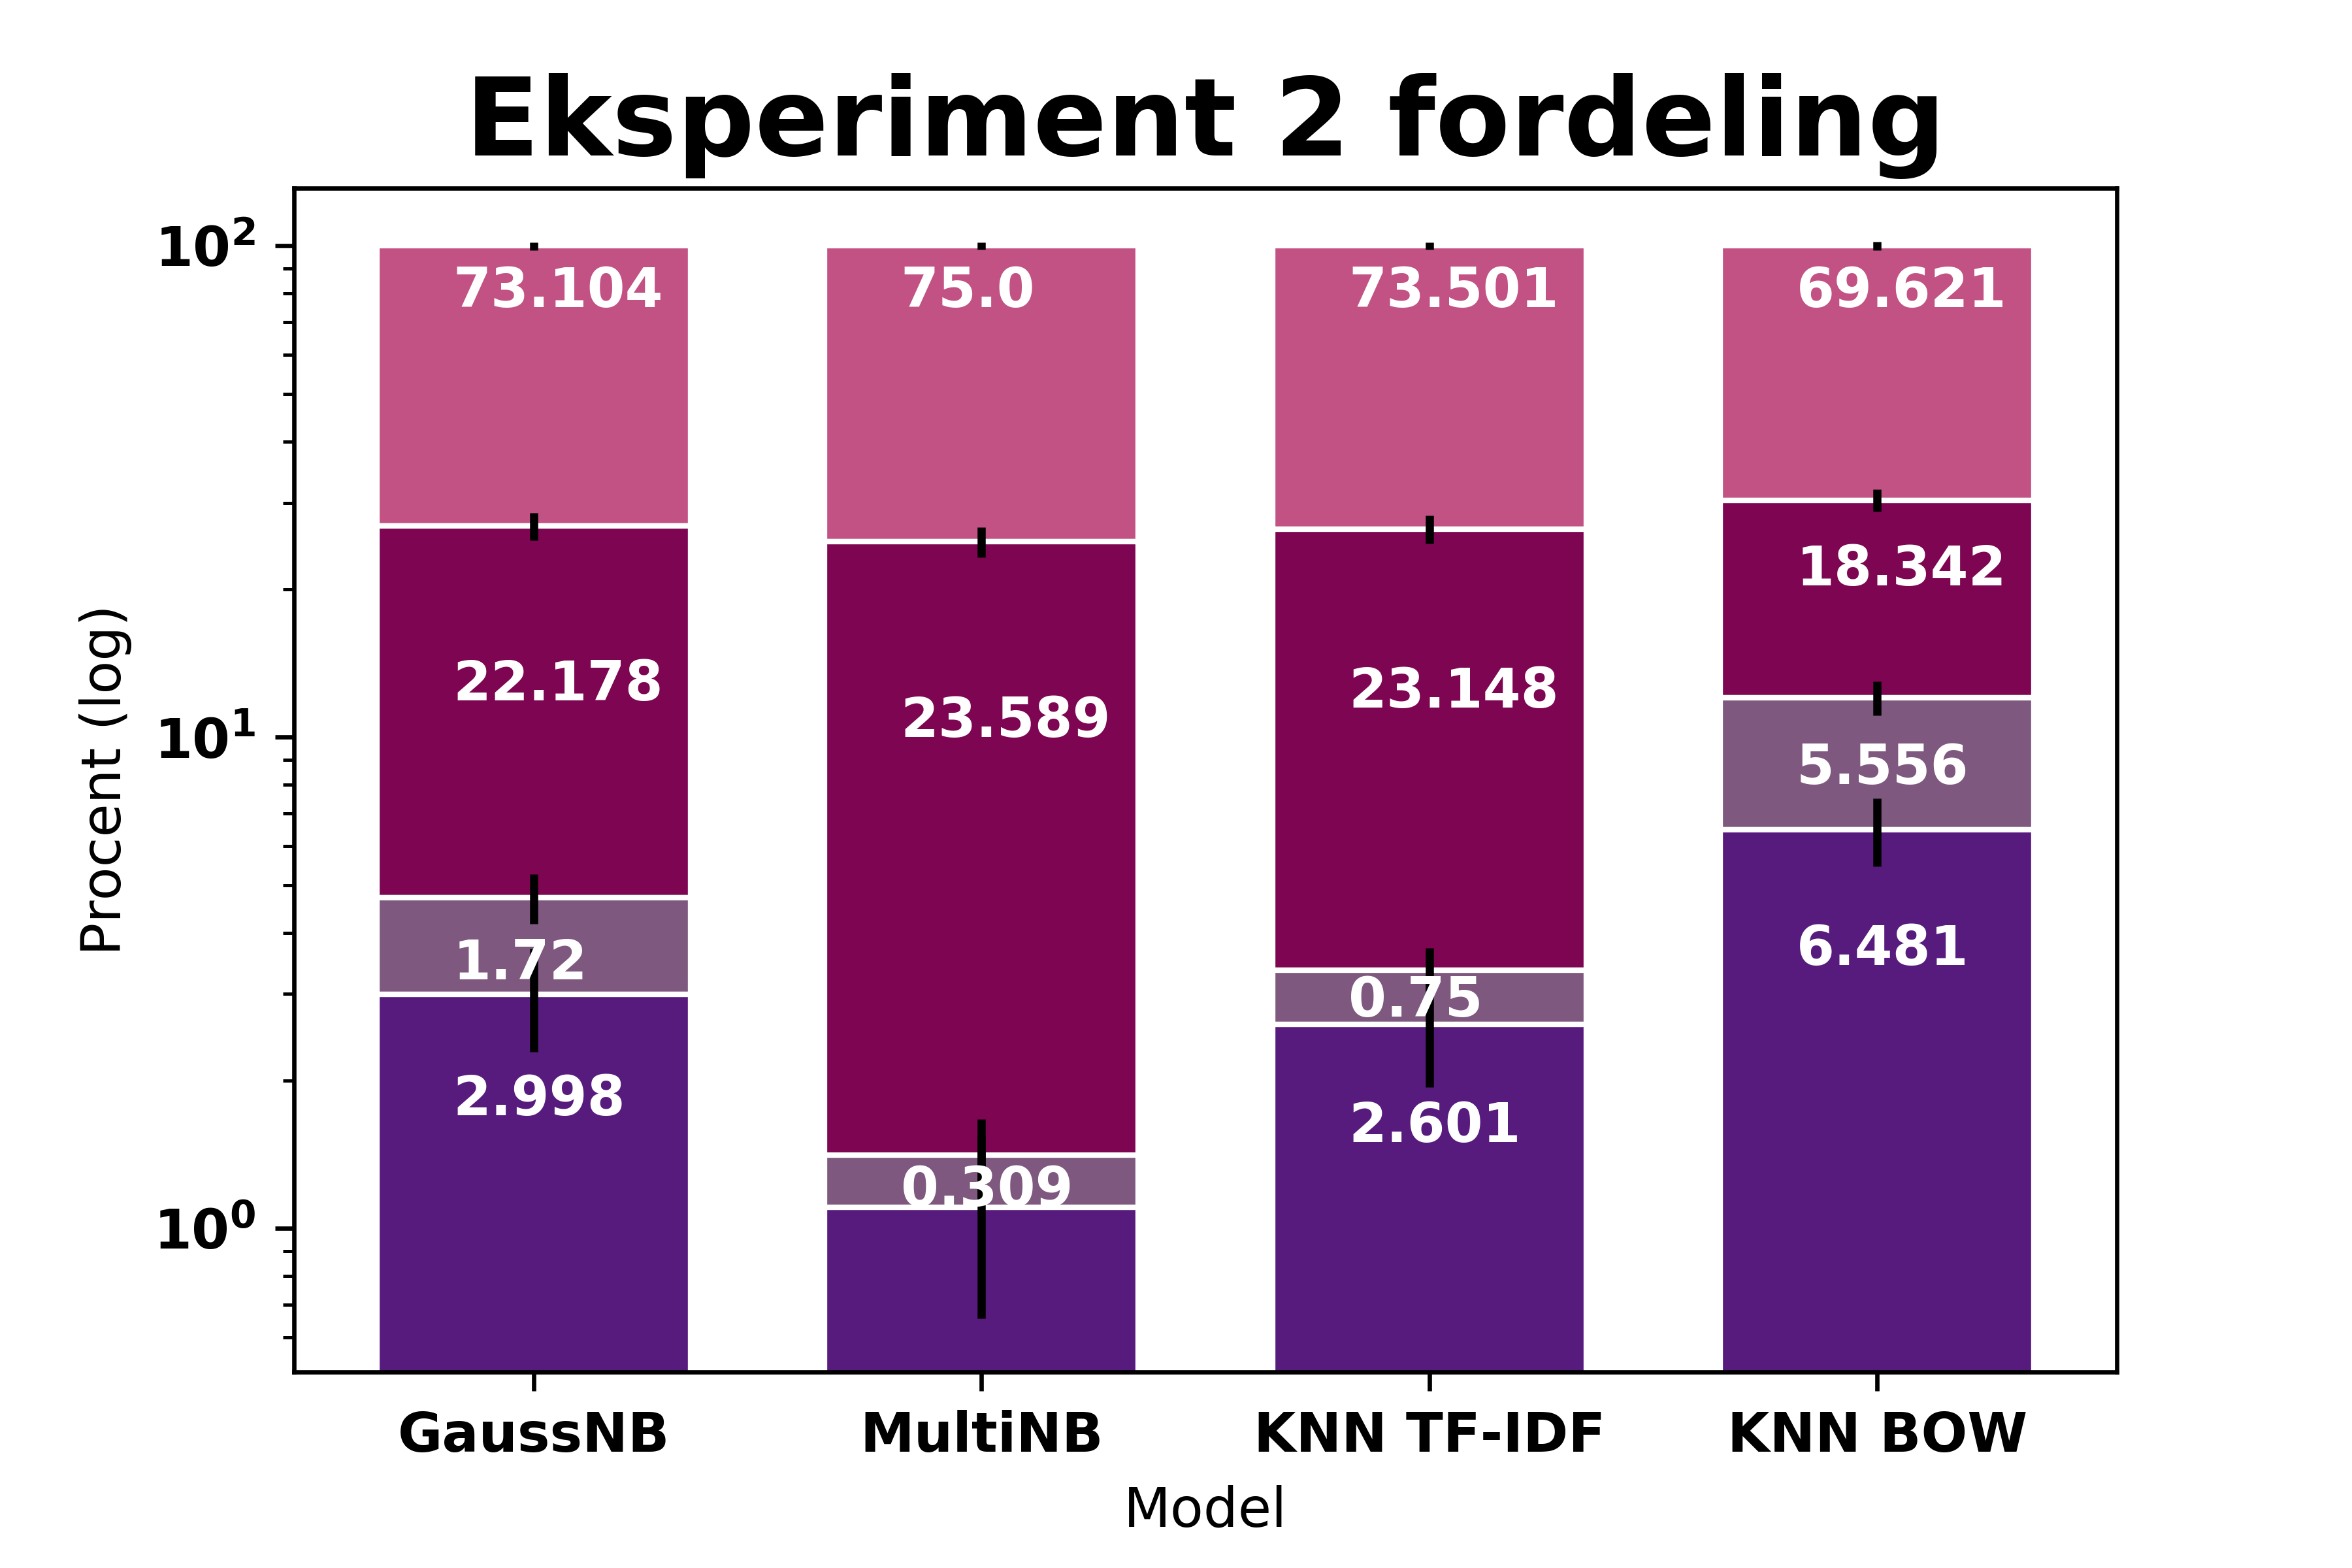 Eksperiment 2 fordeling
Procent (log)
10²
10¹
10⁰
73.104
75.0
73.501
69.621
22.178
23.589
23.148
18.342
1.72
0.309
0.75
5.556
2.998
2.601
6.481
GaussNB
MultiNB
KNN TF-IDF
KNN BOW
Model